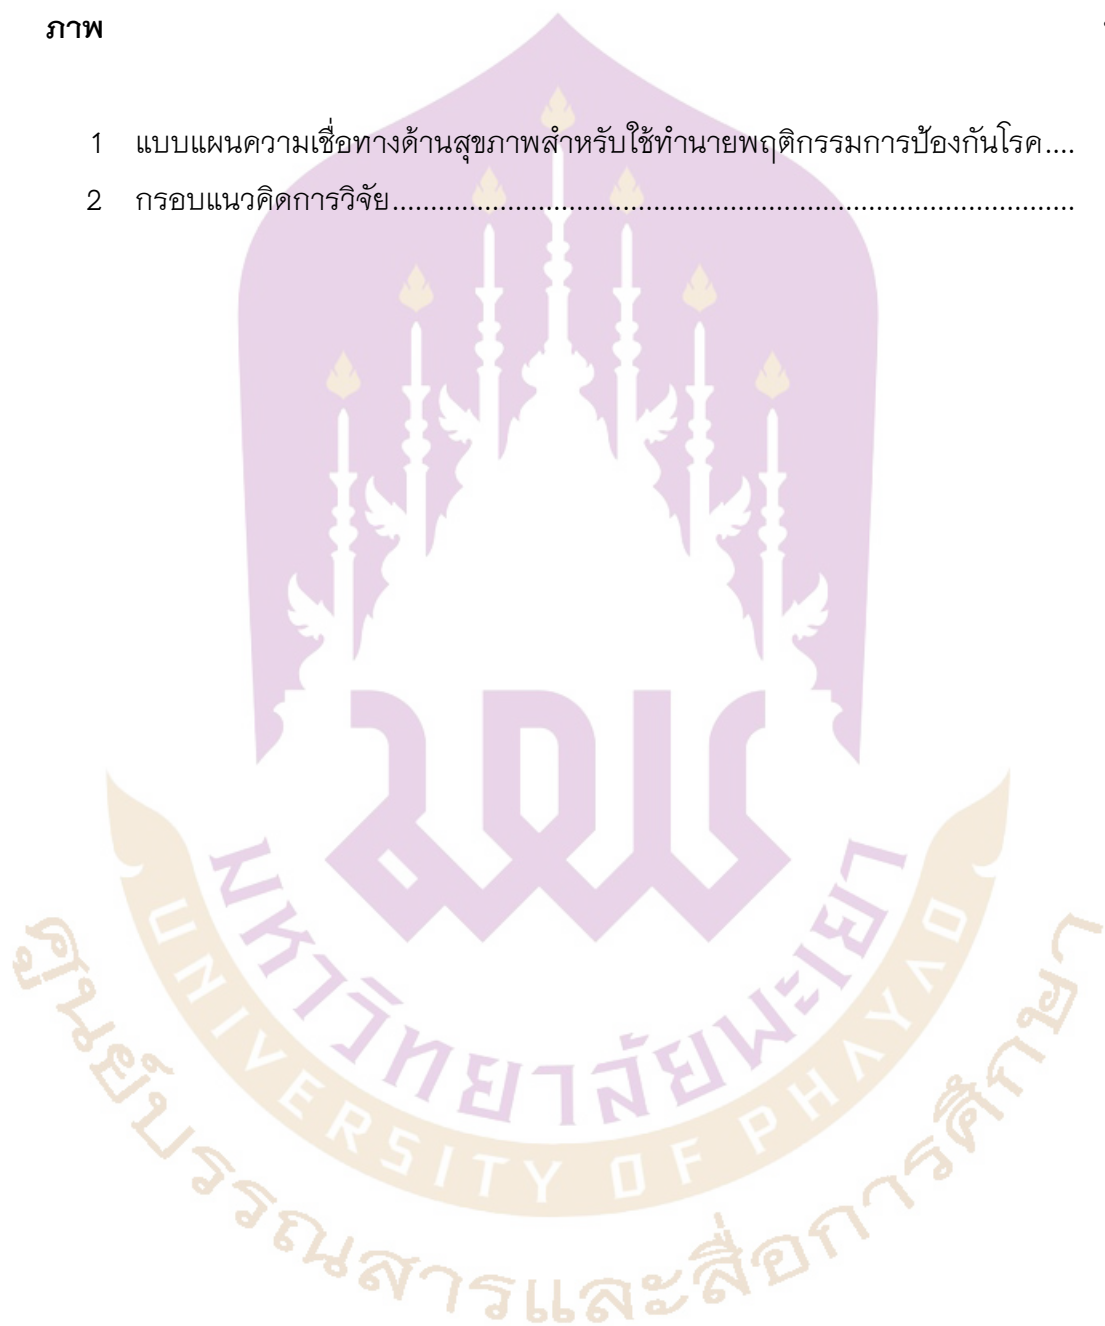 ภาพ
1 แบบแผนความเชื่อทางด้านสุขภาพสำหรับใช้ทำนายพฤติกรรมการป้องกันโรค....
2 กรอบแนวคิดการวิจัย.........................................................................................
มหาวิทยาลัยพะเยา
UNIVERSITY OF PHAYAO
ศูนย์บรรณสารและสื่อการศึกษา